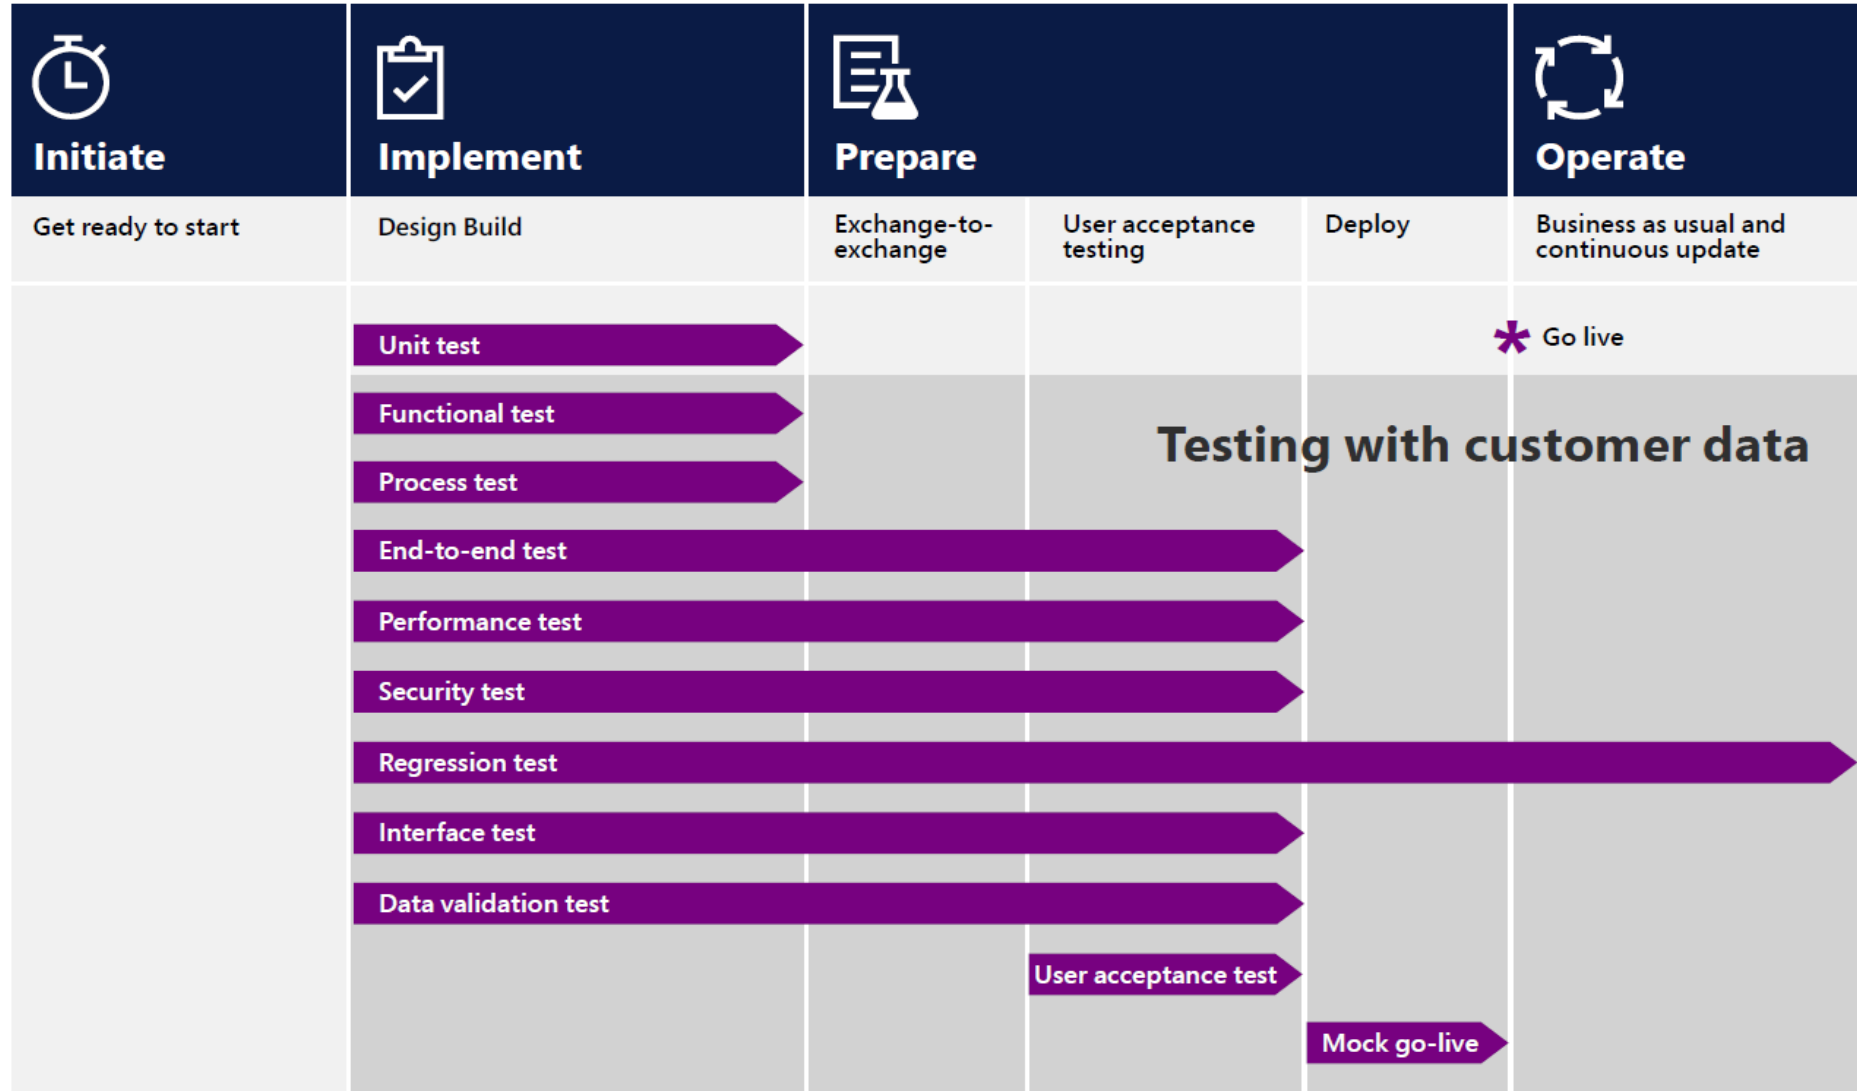 Initiate
Implement
Prepare
Operate
Get ready to start
Design Build
Exchange-to-
exchange
User acceptance
testing
Deploy
Business as usual and
continuous update
Unit test
Go live
Functional test
Testing with customer data
Process test
End-to-end test
Performance test
Security test
Regression test
Interface test
Data validation test
User acceptance test
Mock go-live